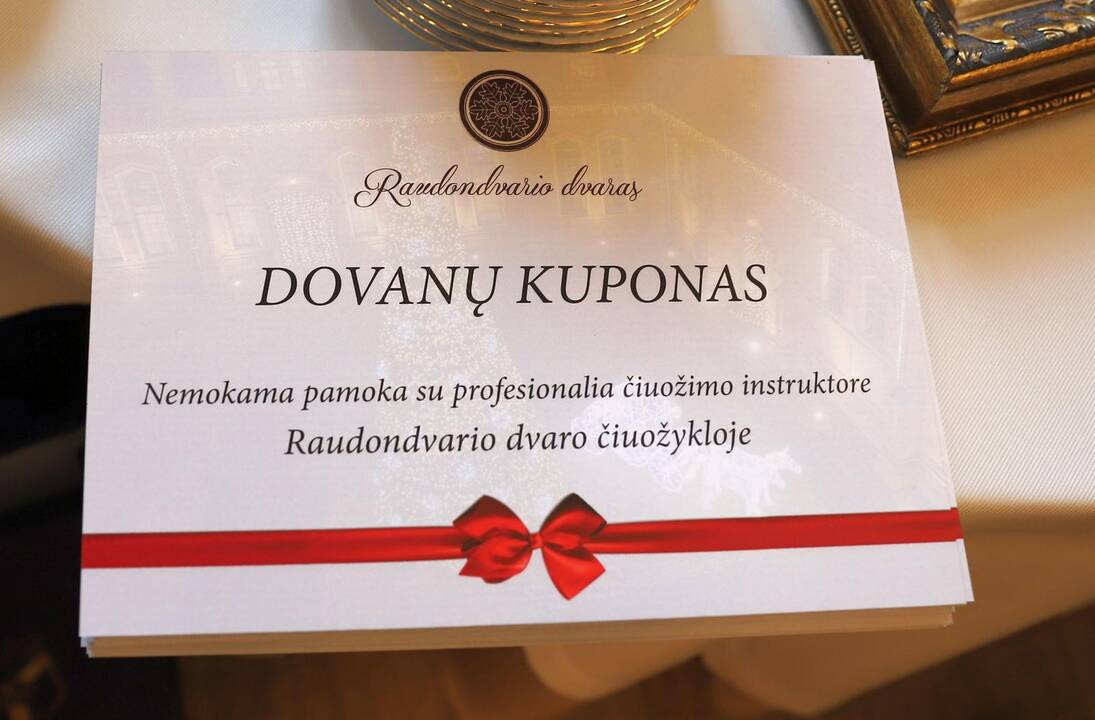 Raudondvario dvaras
DOVANŲ KUPONAS
Nemokama pamoka su profesionalia čiuožimo instruktore
Raudondvario dvaro čiuožykloje